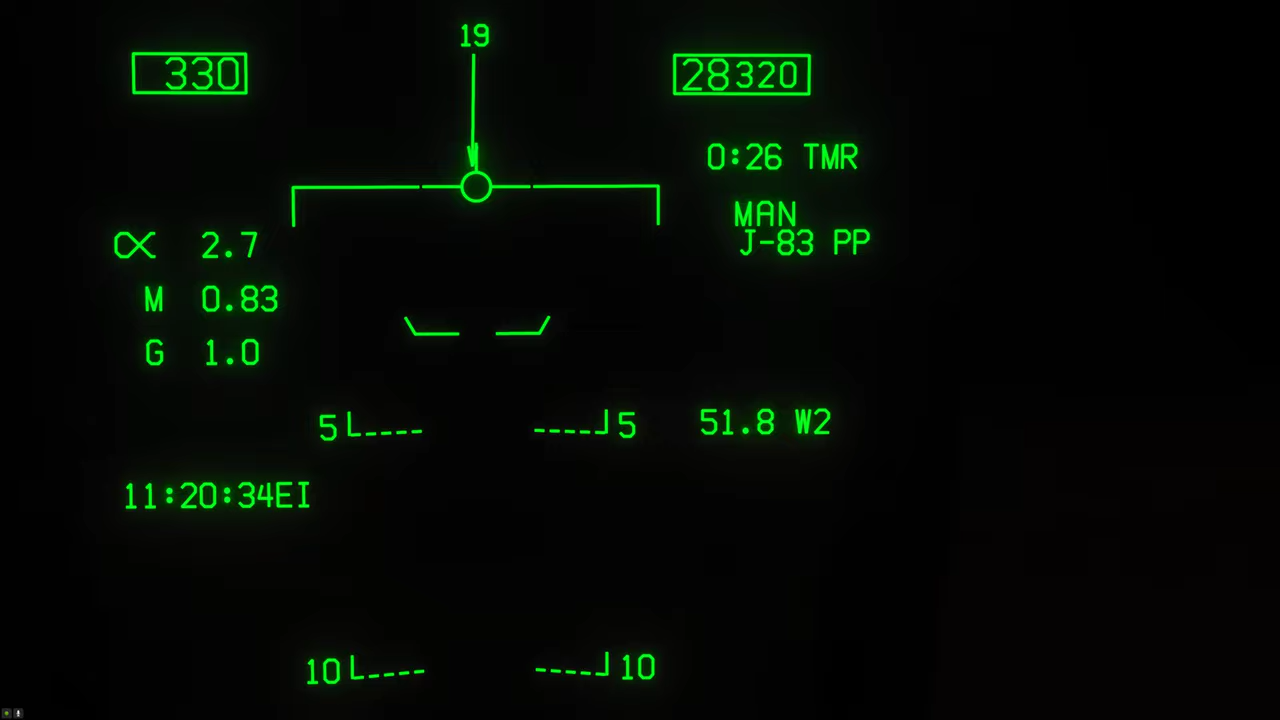 19
330
28320
0:26 TMR
MAN
J-83 PP
α 2.7
M 0.83
G 1.0
5 5
51.8 W2
11:20:34EI
10 10